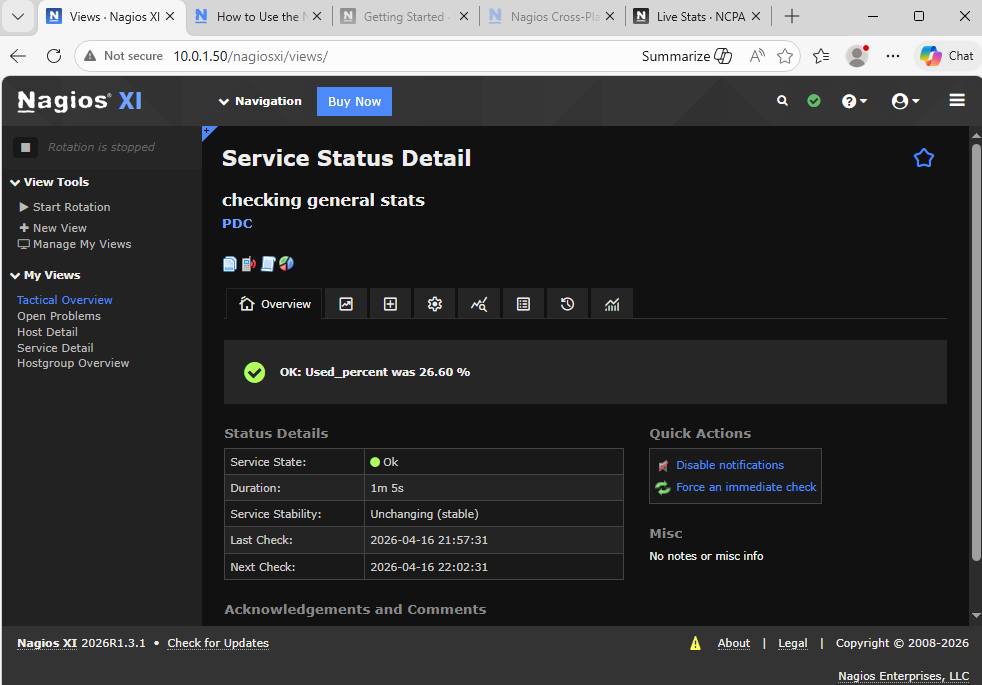 Views · Nagios XI
How to Use the N
Getting Started ·
Nagios Cross-Pla
Live Stats · NCPA
Not secure
10.0.1.50/nagiosxi/views/
Summarize
Chat
Nagios® XI
Navigation
Buy Now
Rotation is stopped
View Tools
Start Rotation
New View
Manage My Views
My Views
Tactical Overview
Open Problems
Host Detail
Service Detail
Hostgroup Overview
Service Status Detail
checking general stats
PDC
Overview
OK: Used_percent was 26.60 %
Status Details
Service State: Ok
Duration: 1m 5s
Service Stability: Unchanging (stable)
Last Check: 2026-04-16 21:57:31
Next Check: 2026-04-16 22:02:31
Quick Actions
Disable notifications
Force an immediate check
Misc
No notes or misc info
Acknowledgements and Comments
Nagios XI 2026R1.3.1 • Check for Updates
About | Legal | Copyright © 2008-2026
Nagios Enterprises, LLC